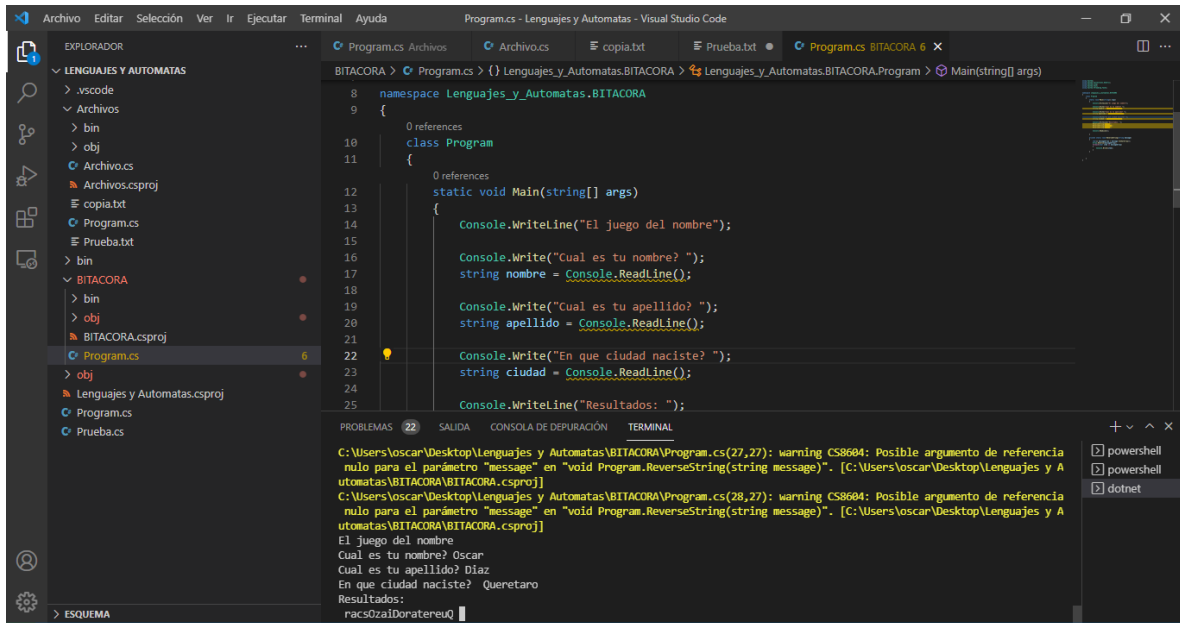 Archivo Editar Selección Ver Ir Ejecutar Terminal Ayuda Program.cs - Lenguajes y Automatas - Visual Studio Code
EXPLORADOR
LENGUAJES Y AUTOMATAS
.vscode
Archivos
bin
obj
Archivo.cs
Archivos.csproj
copia.txt
Program.cs
Prueba.txt
bin
BITACORA
bin
obj
BITACORA.csproj
Program.cs 6
obj
Lenguajes y Automatas.csproj
Program.cs
Prueba.cs
ESQUEMA
1
Program.cs Archivos Archivo.cs copia.txt Prueba.txt Program.cs BITACORA 6
BITACORA > Program.cs > {} Lenguajes_y_Automatas.BITACORA > Lenguajes_y_Automatas.BITACORA.Program > Main(string[] args)
8 namespace Lenguajes_y_Automatas.BITACORA
9 {
0 references
10 class Program
11 {
0 references
12 static void Main(string[] args)
13 {
14 Console.WriteLine("El juego del nombre");
15
16 Console.Write("Cual es tu nombre? ");
17 string nombre = Console.ReadLine();
18
19 Console.Write("Cual es tu apellido? ");
20 string apellido = Console.ReadLine();
21
22 Console.Write("En que ciudad naciste? ");
23 string ciudad = Console.ReadLine();
24
25 Console.WriteLine("Resultados: ");
PROBLEMAS 22 SALIDA CONSOLA DE DEPURACIÓN TERMINAL
C:\Users\oscar\Desktop\Lenguajes y Automatas\BITACORA\Program.cs(27,27): warning CS8604: Posible argumento de referencia
nulo para el parámetro "message" en "void Program.ReverseString(string message)". [C:\Users\oscar\Desktop\Lenguajes y A
utomatas\BITACORA\BITACORA.csproj]
C:\Users\oscar\Desktop\Lenguajes y Automatas\BITACORA\Program.cs(28,27): warning CS8604: Posible argumento de referencia
nulo para el parámetro "message" en "void Program.ReverseString(string message)". [C:\Users\oscar\Desktop\Lenguajes y A
utomatas\BITACORA\BITACORA.csproj]
El juego del nombre
Cual es tu nombre? Oscar
Cual es tu apellido? Diaz
En que ciudad naciste? Queretaro
Resultados:
racsOzaiDoratereuQ
powershell
powershell
dotnet